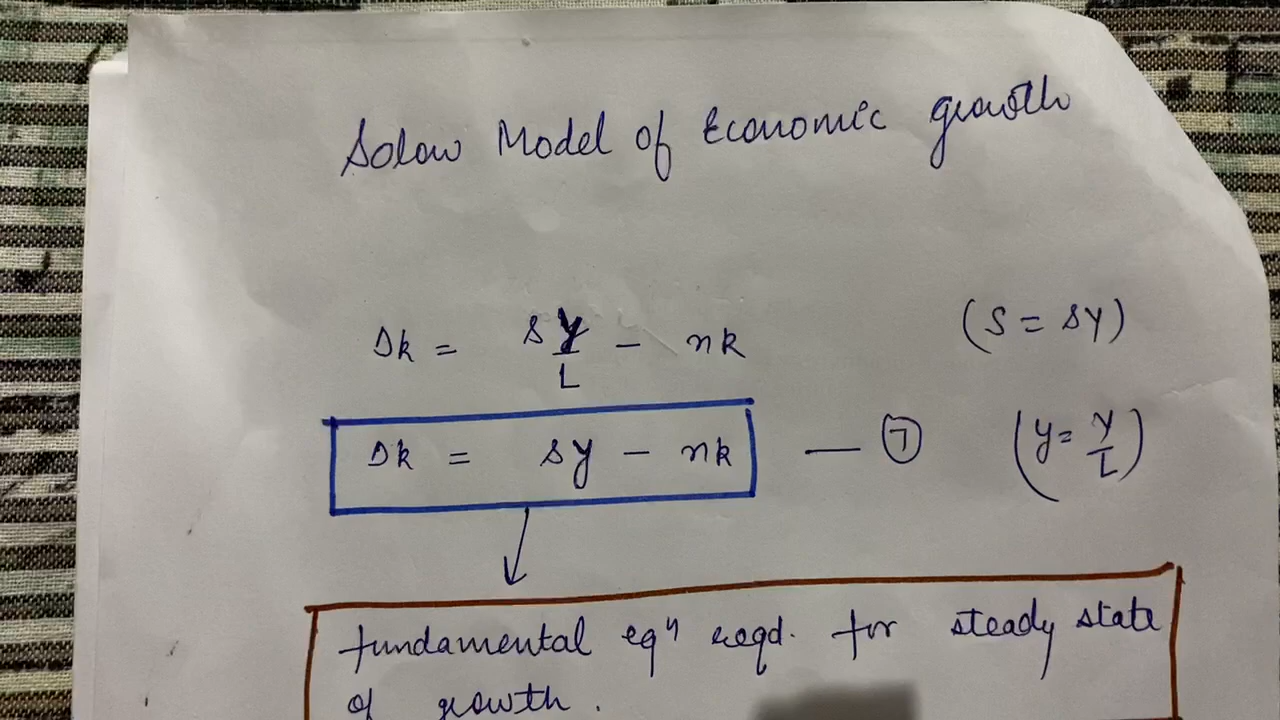 Solow Model of Economic growth
Δk = s Y/L - nk (S = sY)
Δk = sy - nk — ⑦ (y = Y/L)
fundamental eqⁿ reqd. for steady state
of growth.